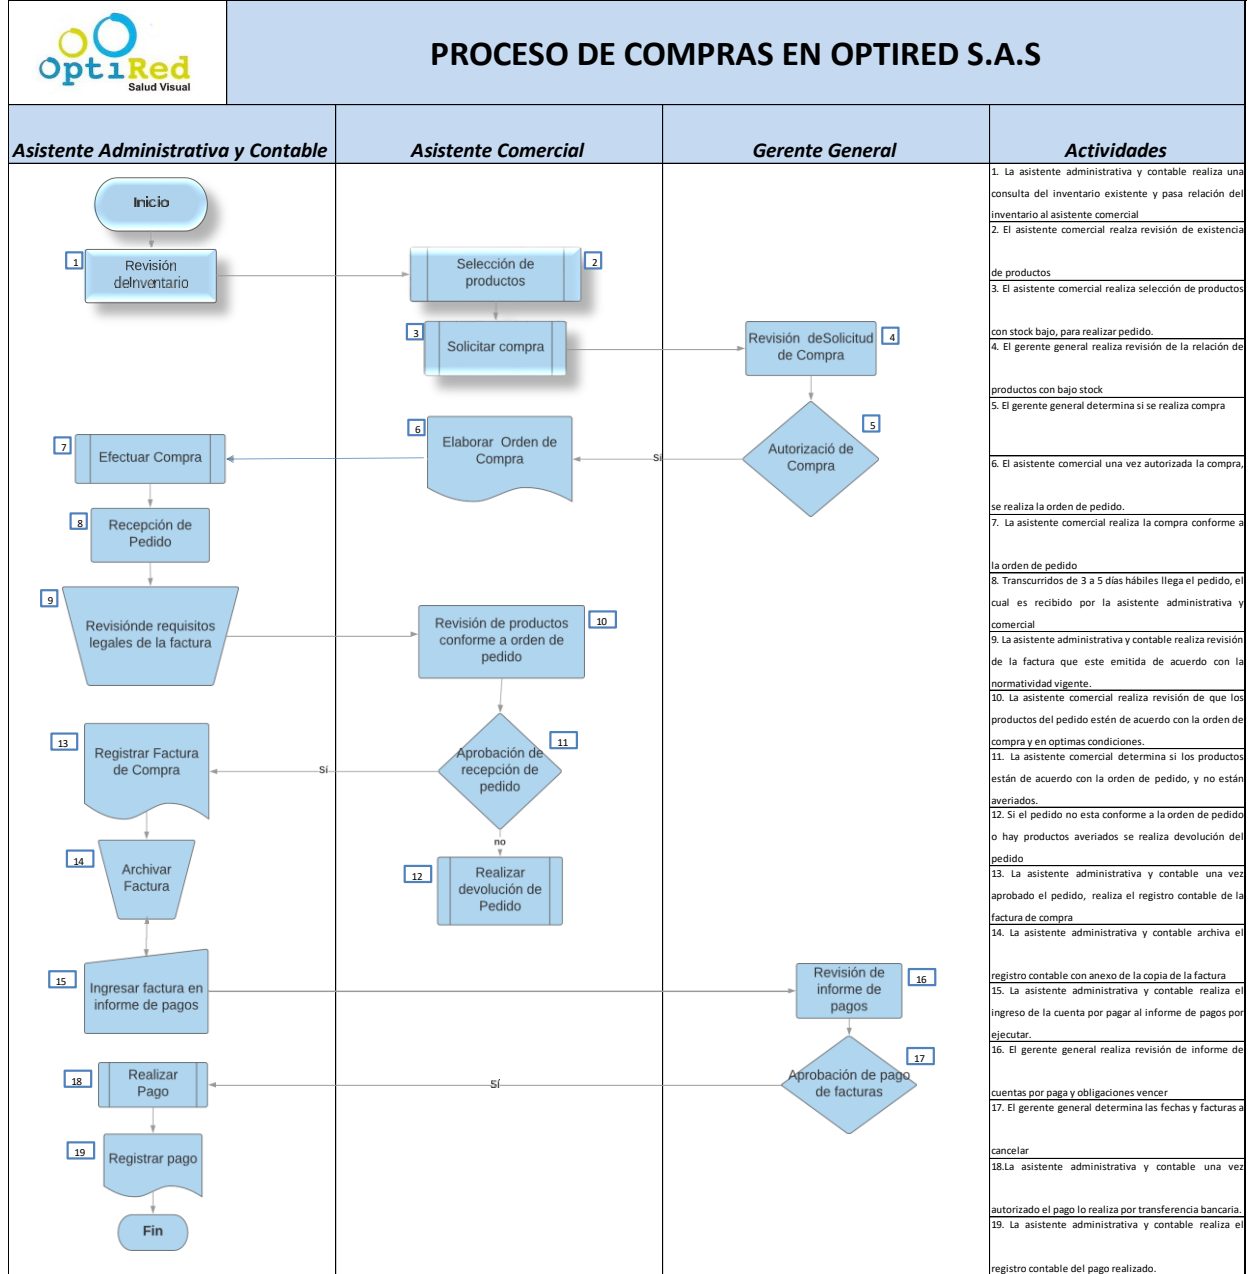 OptiRed
Salud Visual
PROCESO DE COMPRAS EN OPTIRED S.A.S
Asistente Administrativa y Contable
Asistente Comercial
Gerente General
Actividades
Inicio
1
Revisión
deInventario
Selección de
productos
2
3
Solicitar compra
Revisión deSolicitud
de Compra
4
Autorizació de
Compra
5
Sí
6
Elaborar Orden de
Compra
7
Efectuar Compra
8
Recepción de
Pedido
9
Revisiónde requisitos
legales de la factura
Revisión de productos
conforme a orden de
pedido
10
Aprobación de
recepción de
pedido
11
Sí
no
12
Realizar
devolución de
Pedido
13
Registrar Factura
de Compra
14
Archivar
Factura
15
Ingresar factura en
informe de pagos
Revisión de
informe de
pagos
16
Aprobación de pago
de facturas
17
Sí
18
Realizar
Pago
19
Registrar pago
Fin
1. La asistente administrativa y contable realiza una
consulta del inventario existente y pasa relación del
inventario al asistente comercial
2. El asistente comercial realza revisión de existencia
de productos
3. El asistente comercial realiza selección de productos
con stock bajo, para realizar pedido.
4. El gerente general realiza revisión de la relación de
productos con bajo stock
5. El gerente general determina si se realiza compra
6. El asistente comercial una vez autorizada la compra,
se realiza la orden de pedido.
7. La asistente comercial realiza la compra conforme a
la orden de pedido
8. Transcurridos de 3 a 5 días hábiles llega el pedido, el
cual es recibido por la asistente administrativa y
comercial
9. La asistente administrativa y contable realiza revisión
de la factura que este emitida de acuerdo con la
normatividad vigente.
10. La asistente comercial realiza revisión de que los
productos del pedido estén de acuerdo con la orden de
compra y en optimas condiciones.
11. La asistente comercial determina si los productos
están de acuerdo con la orden de pedido, y no están
averiados.
12. Si el pedido no esta conforme a la orden de pedido
o hay productos averiados se realiza devolución del
pedido
13. La asistente administrativa y contable una vez
aprobado el pedido, realiza el registro contable de la
factura de compra
14. La asistente administrativa y contable archiva el
registro contable con anexo de la copia de la factura
15. La asistente administrativa y contable realiza el
ingreso de la cuenta por pagar al informe de pagos por
ejecutar.
16. El gerente general realiza revisión de informe de
cuentas por paga y obligaciones vencer
17. El gerente general determina las fechas y facturas a
cancelar
18.La asistente administrativa y contable una vez
autorizado el pago lo realiza por transferencia bancaria.
19. La asistente administrativa y contable realiza el
registro contable del pago realizado.